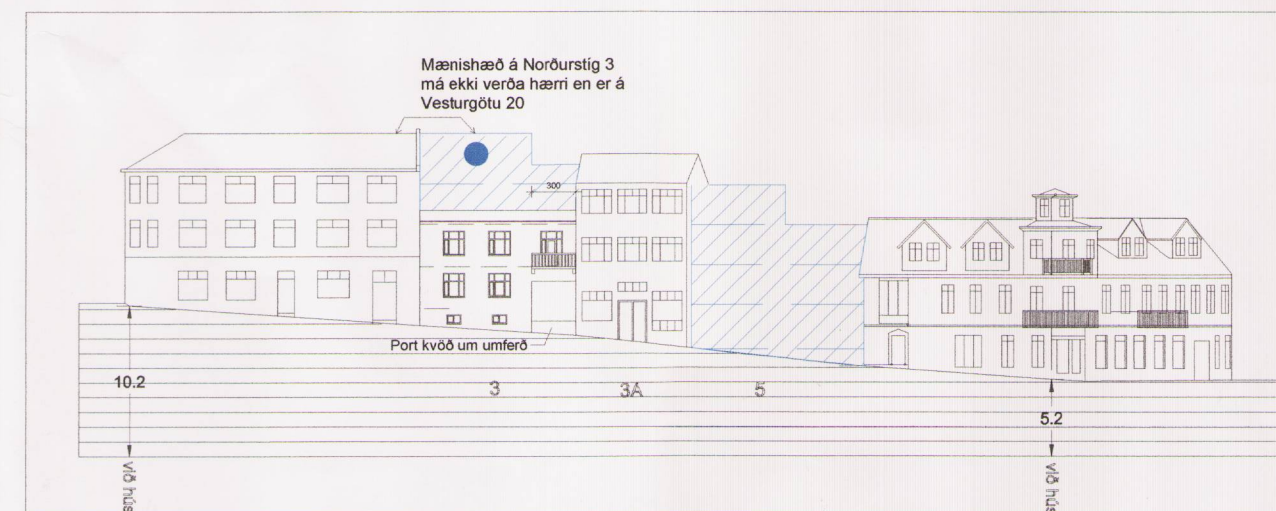 Mænishæð á Norðurstíg 3
má ekki verða hærri en er á
Vesturgötu 20
300
Port kvöð um umferð
10.2
3
3A
5
5.2
við hús
við hús